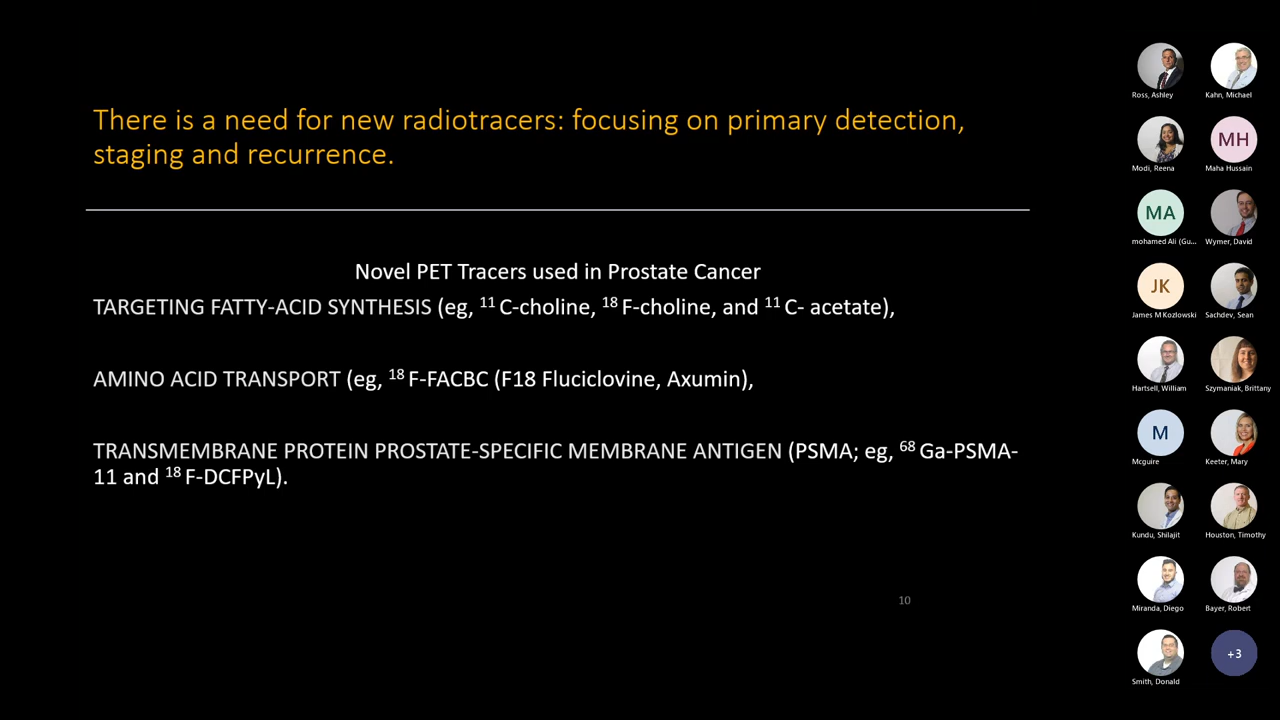 There is a need for new radiotracers: focusing on primary detection,
staging and recurrence.
Novel PET Tracers used in Prostate Cancer
TARGETING FATTY-ACID SYNTHESIS (eg, 11 C-choline, 18 F-choline, and 11 C- acetate),
AMINO ACID TRANSPORT (eg, 18 F-FACBC (F18 Fluciclovine, Axumin),
TRANSMEMBRANE PROTEIN PROSTATE-SPECIFIC MEMBRANE ANTIGEN (PSMA; eg, 68 Ga-PSMA-
11 and 18 F-DCFPyL).
10
Ross, Ashley
Kahn, Michael
Modi, Reena
MH
Maha Hussain
MA
mohamed Ali (Gu...
Wymer, David
JK
James M Kozlowski
Sachdev, Sean
Hartsell, William
Szymaniak, Brittany
M
Mcguire
Keeter, Mary
Kundu, Shilajit
Houston, Timothy
Miranda, Diego
Bayer, Robert
Smith, Donald
+3